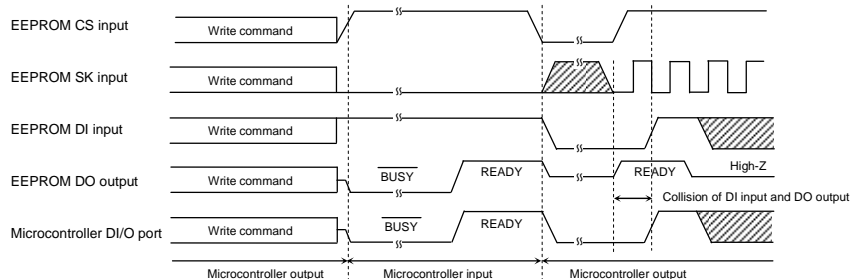 EEPROM CS input
Write command
EEPROM SK input
Write command
EEPROM DI input
Write command
EEPROM DO output
Write command
BUSY
READY
READY
High-Z
Collision of DI input and DO output
Microcontroller DI/O port
Write command
BUSY
READY
Microcontroller output
Microcontroller input
Microcontroller output